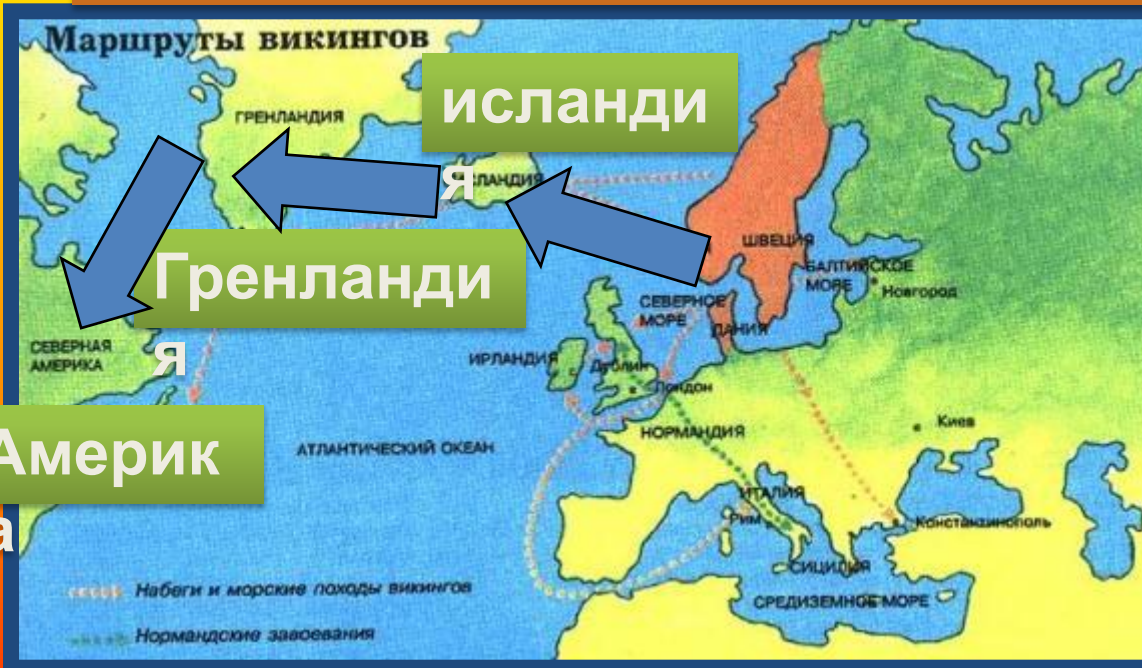 Маршруты викингов
исланди
я
ГРЕНЛАНДИЯ
ИСЛАНДИЯ
Гренланди
я
ШВЕЦИЯ
БАЛТИЙСКОЕ
МОРЕ
Новгород
СЕВЕРНОЕ
МОРЕ
ДАНИЯ
СЕВЕРНАЯ
АМЕРИКА
ИРЛАНДИЯ
Дублин
Лондон
Америк
а
АТЛАНТИЧЕСКИЙ ОКЕАН
НОРМАНДИЯ
Киев
ИТАЛИЯ
Рим
Константинополь
СИЦИЛИЯ
СРЕДИЗЕМНОЕ МОРЕ
Набеги и морские походы викингов
Нормандские завоевания